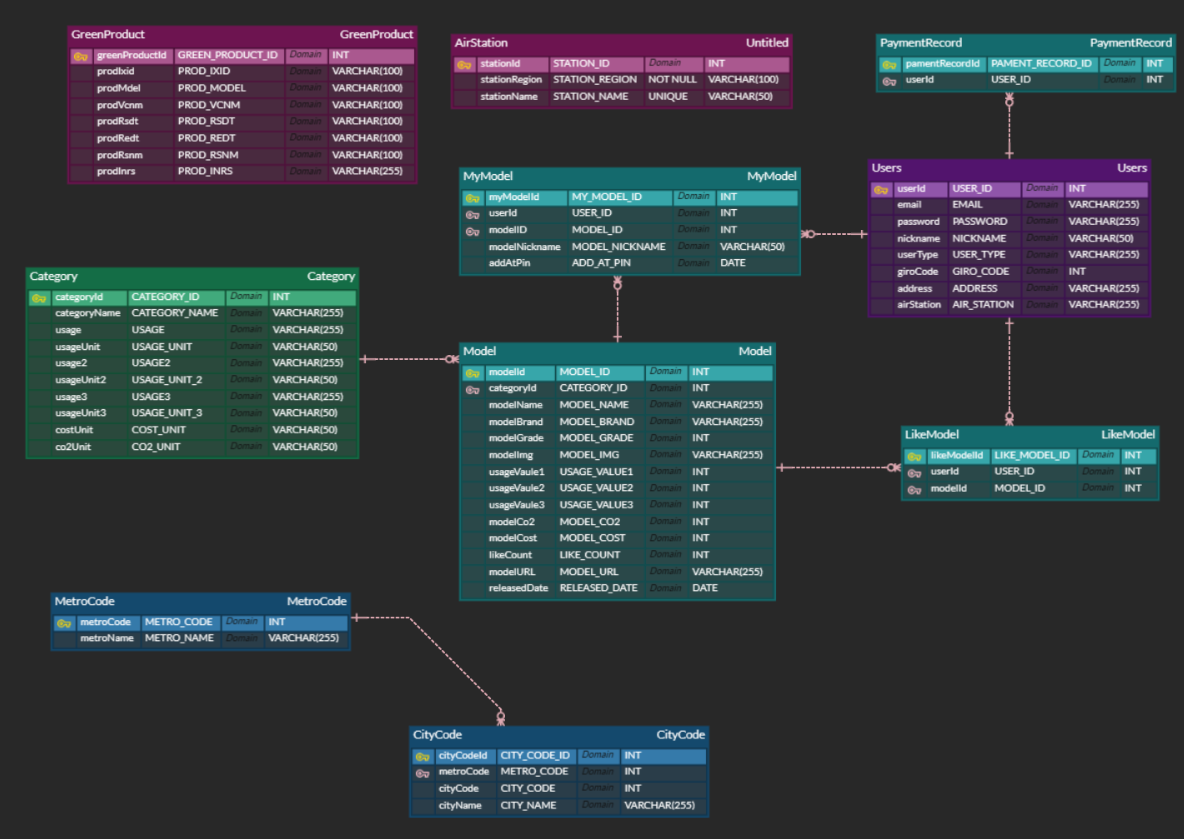 GreenProduct GreenProduct
greenProductId GREEN_PRODUCT_ID Domain INT
prodIxid PROD_IXID Domain VARCHAR(100)
prodMdel PROD_MODEL Domain VARCHAR(100)
prodVcnm PROD_VCNM Domain VARCHAR(100)
prodRsdt PROD_RSDT Domain VARCHAR(100)
prodRedt PROD_REDT Domain VARCHAR(100)
prodRsnm PROD_RSNM Domain VARCHAR(100)
prodInrs PROD_INRS Domain VARCHAR(255)
AirStation Untitled
stationId STATION_ID Domain INT
stationRegion STATION_REGION NOT NULL VARCHAR(100)
stationName STATION_NAME UNIQUE VARCHAR(50)
PaymentRecord PaymentRecord
pamentRecordId PAMENT_RECORD_ID Domain INT
userId USER_ID Domain INT
MyModel MyModel
myModelId MY_MODEL_ID Domain INT
userId USER_ID Domain INT
modelID MODEL_ID Domain INT
modelNickname MODEL_NICKNAME Domain VARCHAR(50)
addAtPin ADD_AT_PIN Domain DATE
Users Users
userId USER_ID Domain INT
email EMAIL Domain VARCHAR(255)
password PASSWORD Domain VARCHAR(255)
nickname NICKNAME Domain VARCHAR(50)
userType USER_TYPE Domain VARCHAR(255)
giroCode GIRO_CODE Domain INT
address ADDRESS Domain VARCHAR(255)
airStation AIR_STATION Domain VARCHAR(255)
Category Category
categoryId CATEGORY_ID Domain INT
categoryName CATEGORY_NAME Domain VARCHAR(255)
usage USAGE Domain VARCHAR(255)
usageUnit USAGE_UNIT Domain VARCHAR(50)
usage2 USAGE2 Domain VARCHAR(255)
usageUnit2 USAGE_UNIT_2 Domain VARCHAR(50)
usage3 USAGE3 Domain VARCHAR(255)
usageUnit3 USAGE_UNIT_3 Domain VARCHAR(50)
costUnit COST_UNIT Domain VARCHAR(50)
co2Unit CO2_UNIT Domain VARCHAR(50)
Model Model
modelId MODEL_ID Domain INT
categoryId CATEGORY_ID Domain INT
modelName MODEL_NAME Domain VARCHAR(255)
modelBrand MODEL_BRAND Domain VARCHAR(255)
modelGrade MODEL_GRADE Domain INT
modelImg MODEL_IMG Domain VARCHAR(255)
usageVaule1 USAGE_VALUE1 Domain INT
usageVaule2 USAGE_VALUE2 Domain INT
usageVaule3 USAGE_VALUE3 Domain INT
modelCo2 MODEL_CO2 Domain INT
modelCost MODEL_COST Domain INT
likeCount LIKE_COUNT Domain INT
modelURL MODEL_URL Domain VARCHAR(255)
releasedDate RELEASED_DATE Domain DATE
LikeModel LikeModel
likeModelId LIKE_MODEL_ID Domain INT
userId USER_ID Domain INT
modelId MODEL_ID Domain INT
MetroCode MetroCode
metroCode METRO_CODE Domain INT
metroName METRO_NAME Domain VARCHAR(255)
CityCode CityCode
cityCodeId CITY_CODE_ID Domain INT
metroCode METRO_CODE Domain INT
cityCode CITY_CODE Domain INT
cityName CITY_NAME Domain VARCHAR(255)